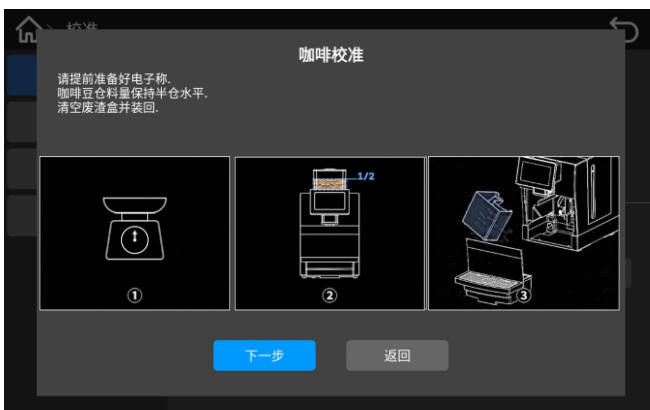 校准
咖啡校准
请提前准备好电子称.
咖啡豆仓料量保持半仓水平.
清空废渣盒并装回.
1/2
①
②
③
下一步
返回